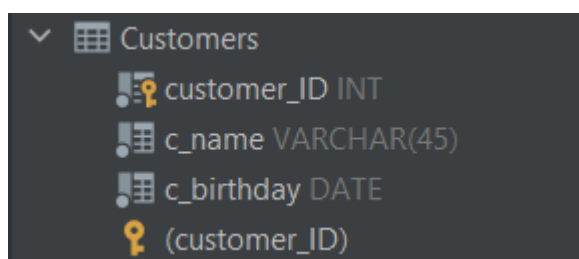 Customers
customer_ID INT
c_name VARCHAR(45)
c_birthday DATE
(customer_ID)